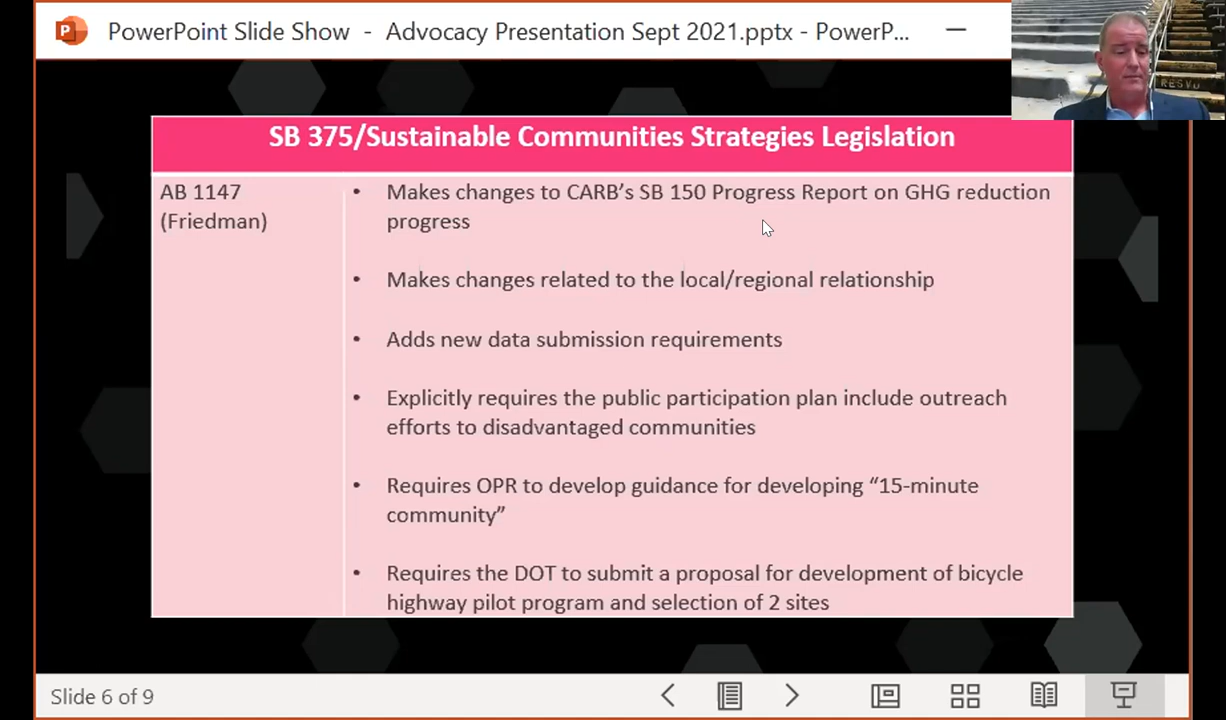 PowerPoint Slide Show - Advocacy Presentation Sept 2021.pptx - PowerP...
RESVD
SB 375/Sustainable Communities Strategies Legislation
AB 1147
(Friedman)
• Makes changes to CARB's SB 150 Progress Report on GHG reduction
progress
• Makes changes related to the local/regional relationship
• Adds new data submission requirements
• Explicitly requires the public participation plan include outreach
efforts to disadvantaged communities
• Requires OPR to develop guidance for developing “15-minute
community”
• Requires the DOT to submit a proposal for development of bicycle
highway pilot program and selection of 2 sites
Slide 6 of 9